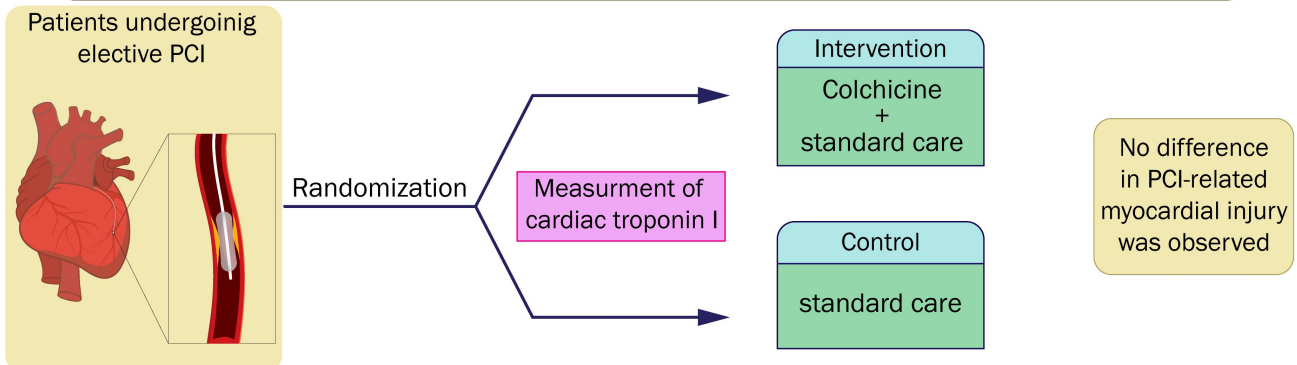 Patients undergoinig
elective PCI
Randomization
Measurment of
cardiac troponin I
Intervention
Colchicine
+
standard care
Control
standard care
No difference
in PCI-related
myocardial injury
was observed